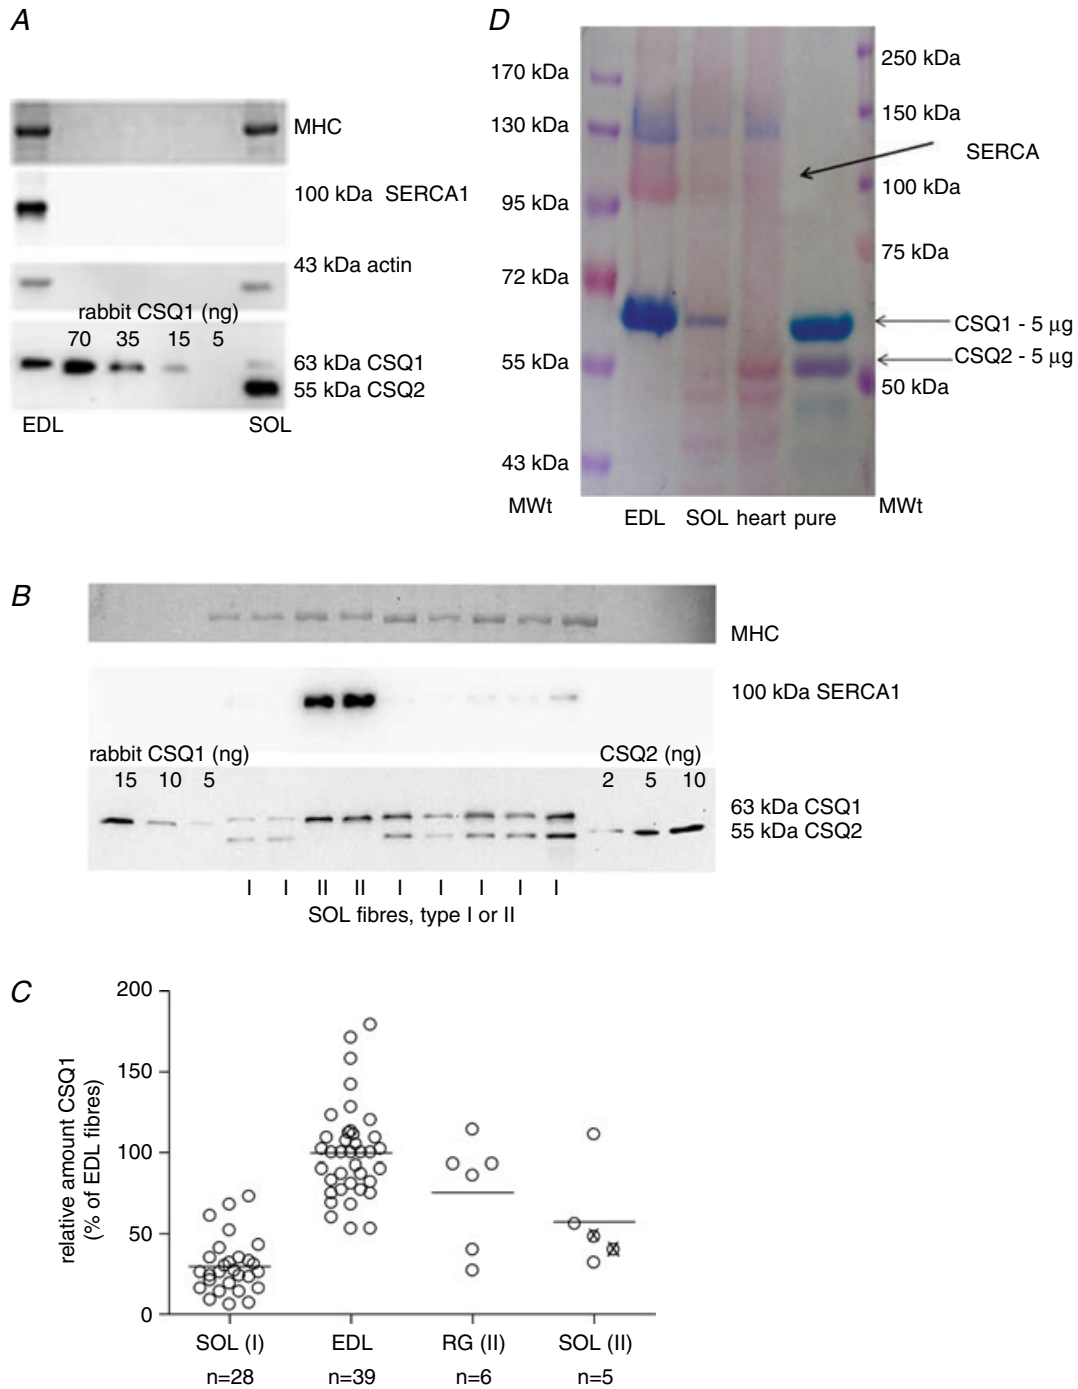 A
MHC
100 kDa SERCA1
43 kDa actin
rabbit CSQ1 (ng)
70 35 15 5
63 kDa CSQ1
55 kDa CSQ2
EDL SOL
D
170 kDa
130 kDa
95 kDa
72 kDa
55 kDa
43 kDa
MWt
250 kDa
150 kDa
SERCA
100 kDa
75 kDa
CSQ1 - 5 µg
CSQ2 - 5 µg
50 kDa
MWt
EDL SOL heart pure
B
MHC
100 kDa SERCA1
rabbit CSQ1 (ng) CSQ2 (ng)
15 10 5 2 5 10
63 kDa CSQ1
55 kDa CSQ2
I I II II I I I I I
SOL fibres, type I or II
C
relative amount CSQ1
(% of EDL fibres)
200
150
100
50
0
SOL (I) EDL RG (II) SOL (II)
n=28 n=39 n=6 n=5